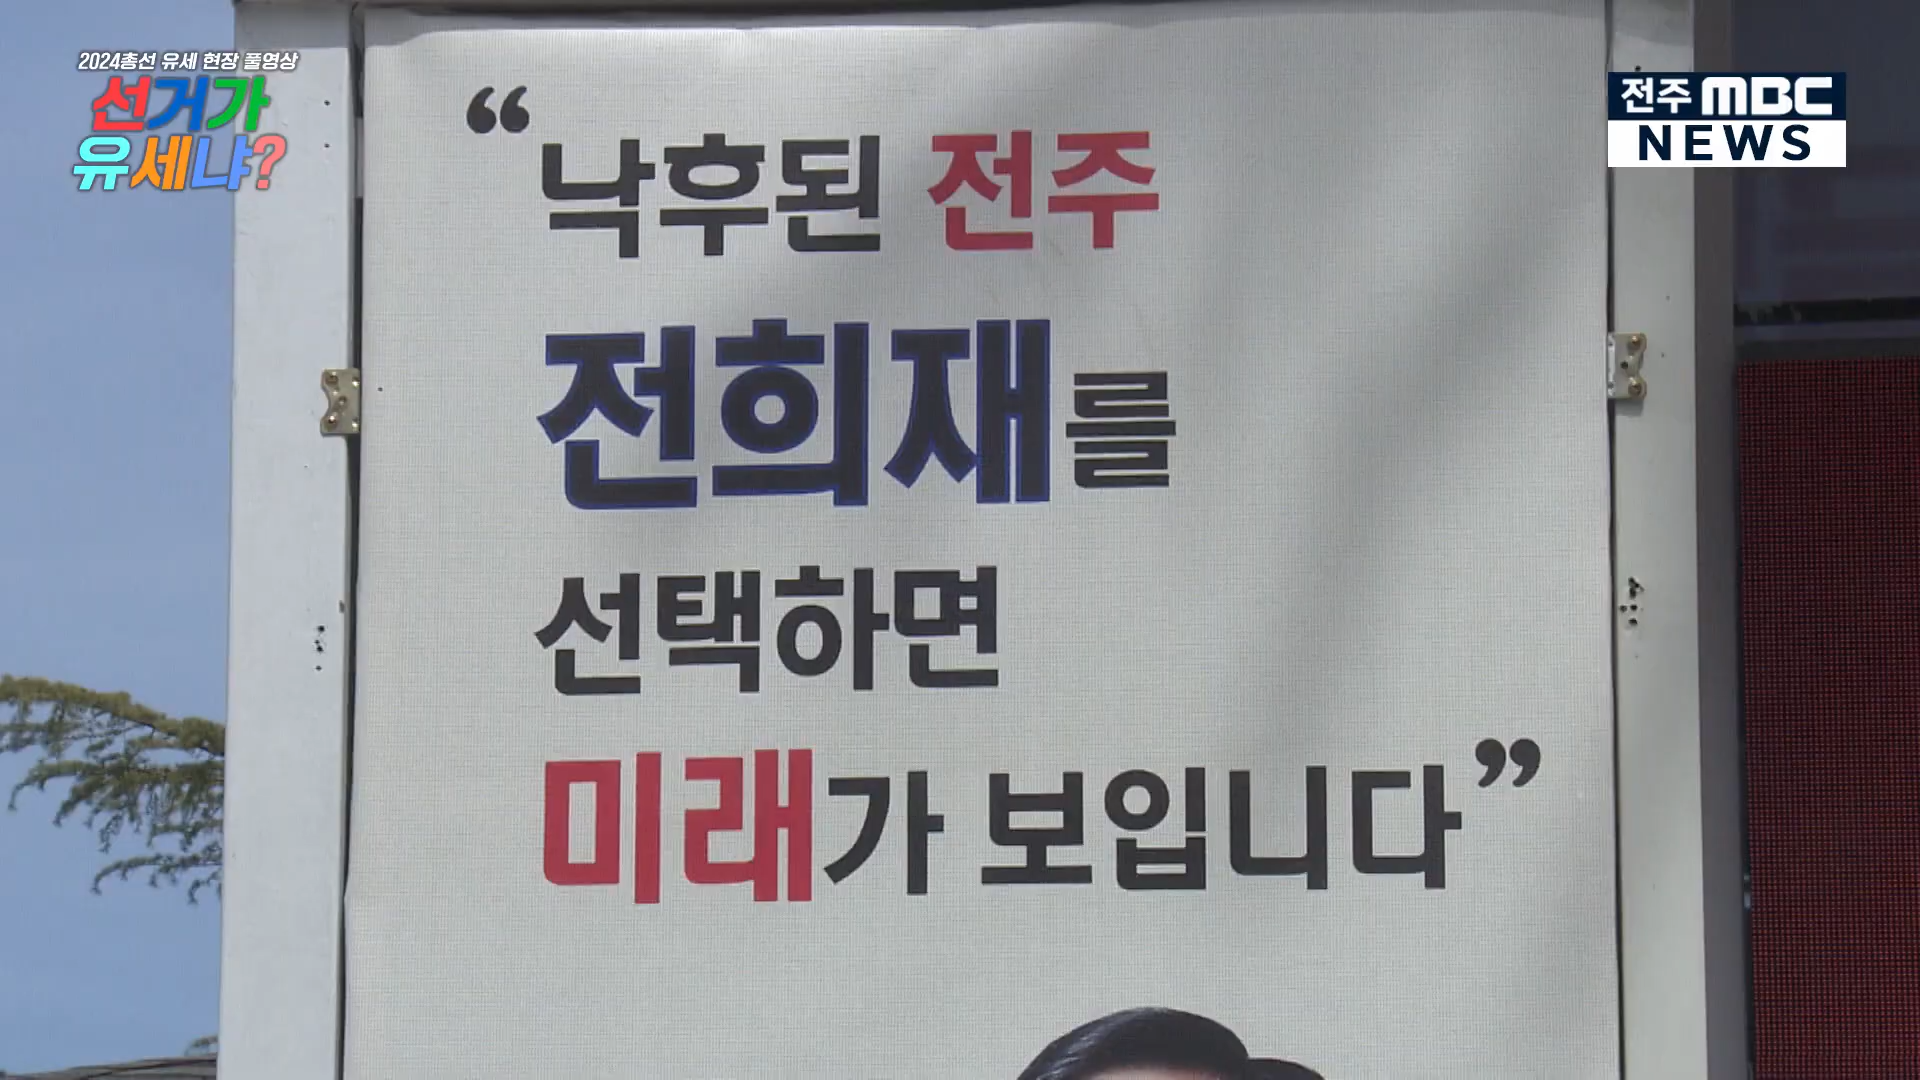 2024총선 유세 현장 풀영상
선거가
유세냐?
전주 MBC
NEWS
“낙후된 전주
전희재를
선택하면
미래가 보입니다”